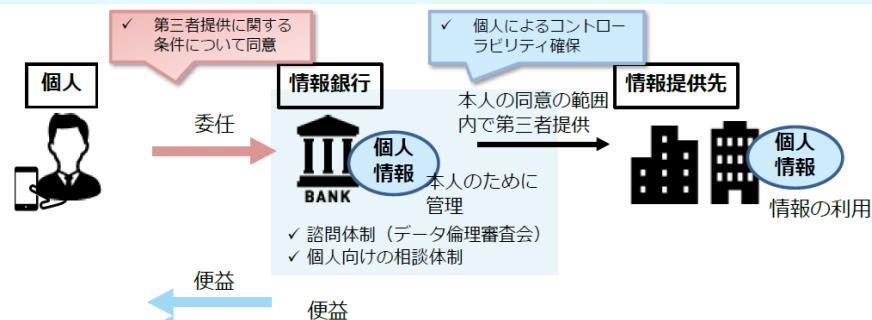 ✓ 第三者提供に関する
条件について同意
✓ 個人によるコントロー
ラビリティ確保
個人
情報銀行
情報提供先
委任
本人の同意の範囲
内で第三者提供
個人
情報
BANK
本人のために
管理
個人
情報
情報の利用
✓ 諮問体制（データ倫理審査会）
✓ 個人向けの相談体制
便益
便益